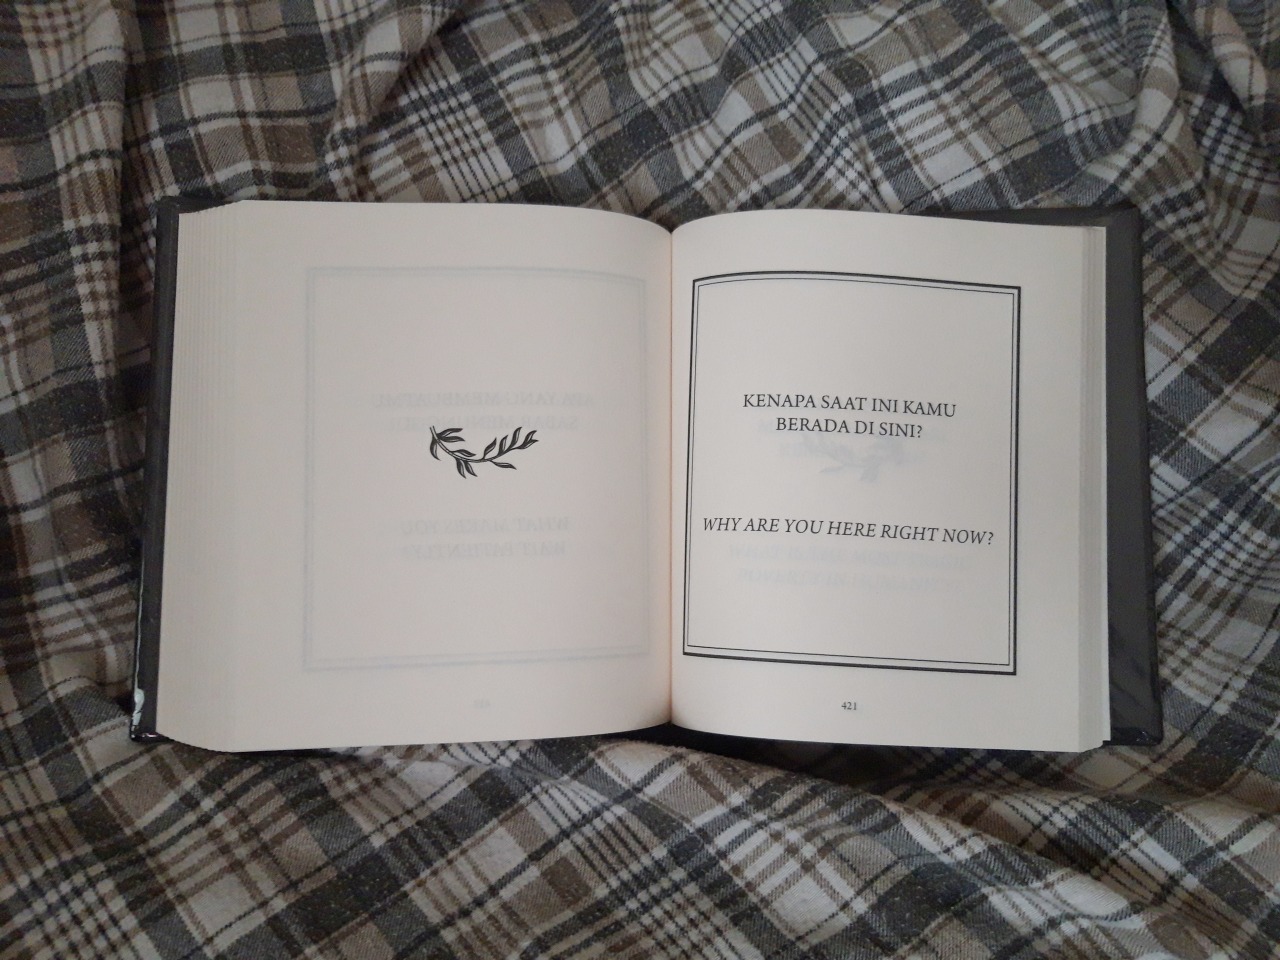 KENAPA SAAT INI KAMU
BERADA DI SINI?
WHY ARE YOU HERE RIGHT NOW?
421